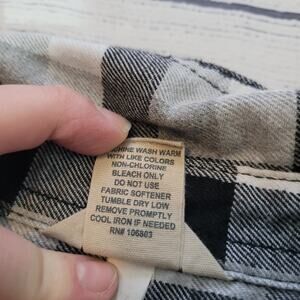 CHINE WASH WARM
WITH LIKE COLORS
NON-CHLORINE
BLEACH ONLY
DO NOT USE
FABRIC SOFTENER
TUMBLE DRY LOW
REMOVE PROMPTLY
COOL IRON IF NEEDED
RN# 106803